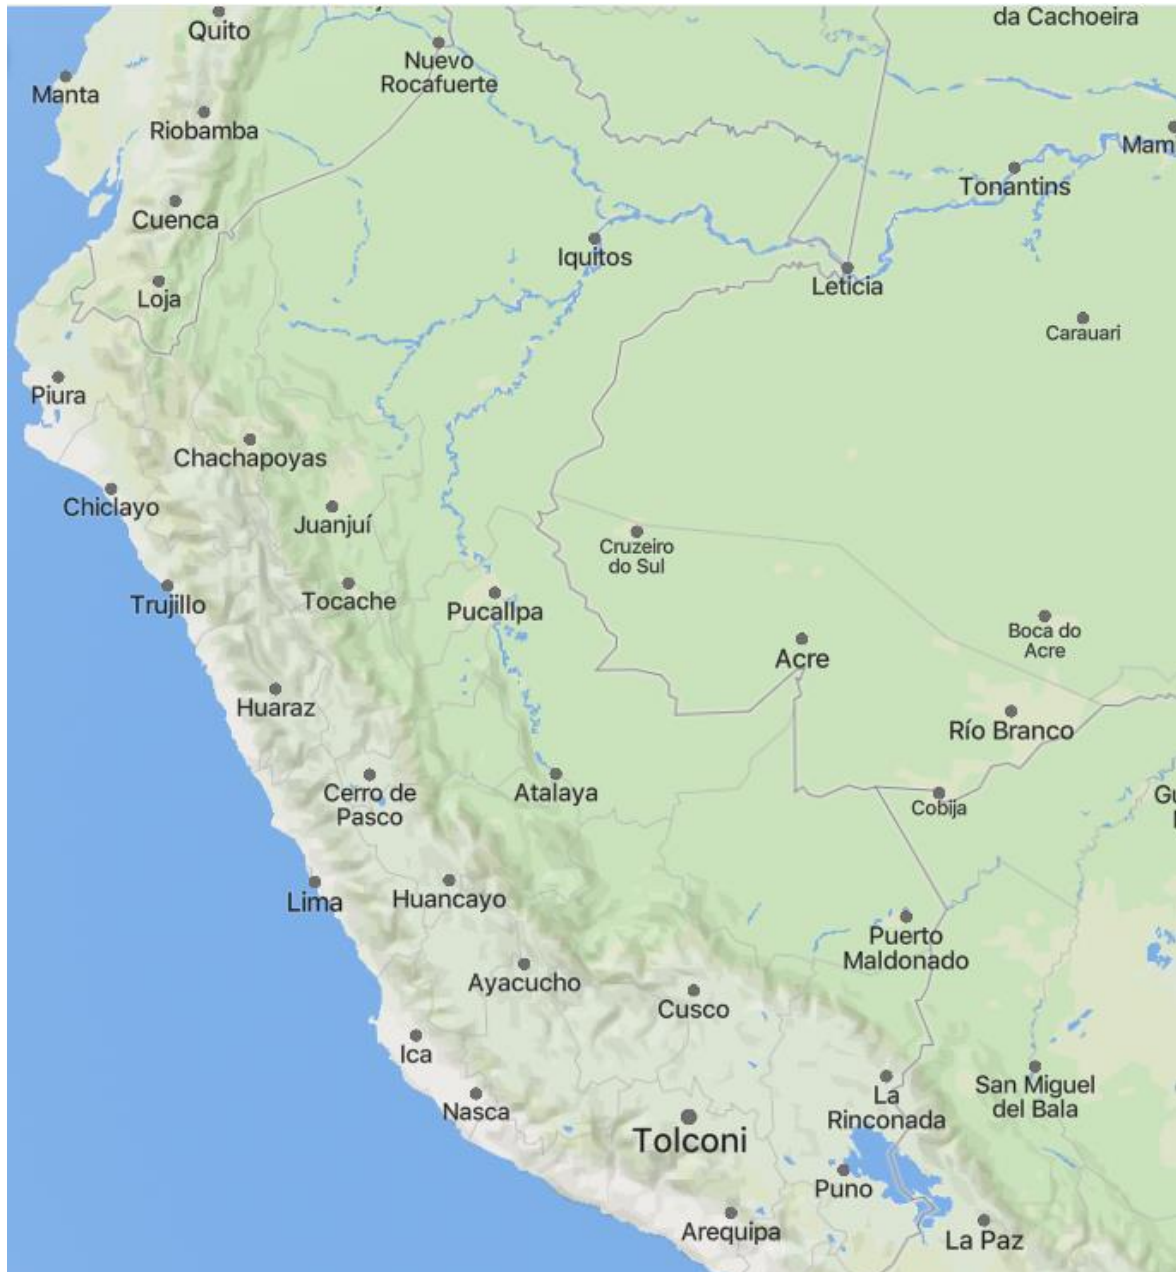 da Cachoeira
Quito
Nuevo
Rocafuerte
Manta
Riobamba
Mam
Tonantins
Cuenca
Iquitos
Leticia
Loja
Carauari
Piura
Chachapoyas
Chiclayo
Juanjuí
Cruzeiro
do Sul
Trujillo
Tocache
Pucallpa
Boca do
Acre
Acre
Huaraz
Río Branco
Cerro de
Pasco
Atalaya
Cobija
Gu
Lima
Huancayo
Puerto
Maldonado
Ayacucho
Cusco
Ica
Nasca
La
Rinconada
San Miguel
del Bala
Tolconi
Puno
Arequipa
La Paz